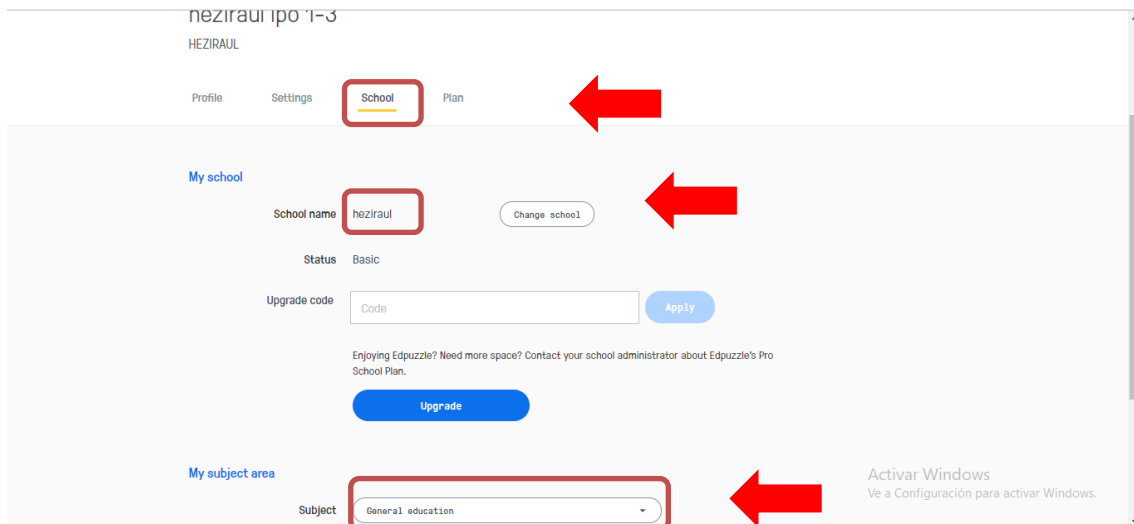 heziraul ipo 1-3
HEZIRAUL
Profile Settings School Plan
My school
School name heziraul Change school
Status Basic
Upgrade code Code Apply
Enjoying Edpuzzle? Need more space? Contact your school administrator about Edpuzzle's Pro
School Plan.
Upgrade
My subject area
Subject General education
Activar Windows
Ve a Configuración para activar Windows.